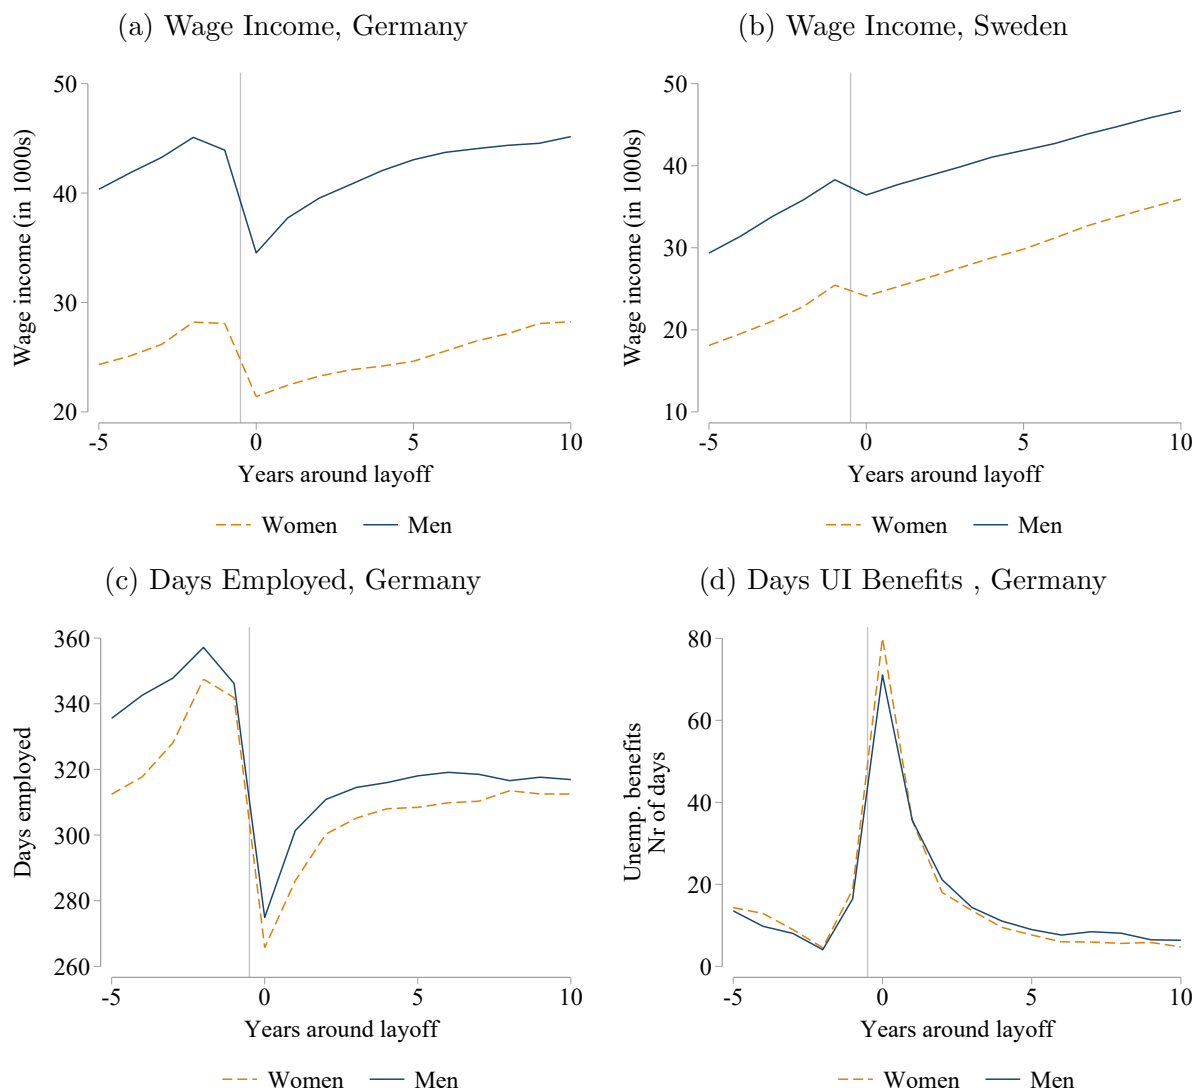 (a) Wage Income, Germany
(b) Wage Income, Sweden
Wage income (in 1000s)
50
40
30
20
-5
0
5
10
Years around layoff
Women
Men
Wage income (in 1000s)
50
40
30
20
10
-5
0
5
10
Years around layoff
Women
Men
(c) Days Employed, Germany
(d) Days UI Benefits , Germany
Days employed
360
340
320
300
280
260
-5
0
5
10
Years around layoff
Women
Men
Unemp. benefits
Nr of days
80
60
40
20
0
-5
0
5
10
Years around layoff
Women
Men